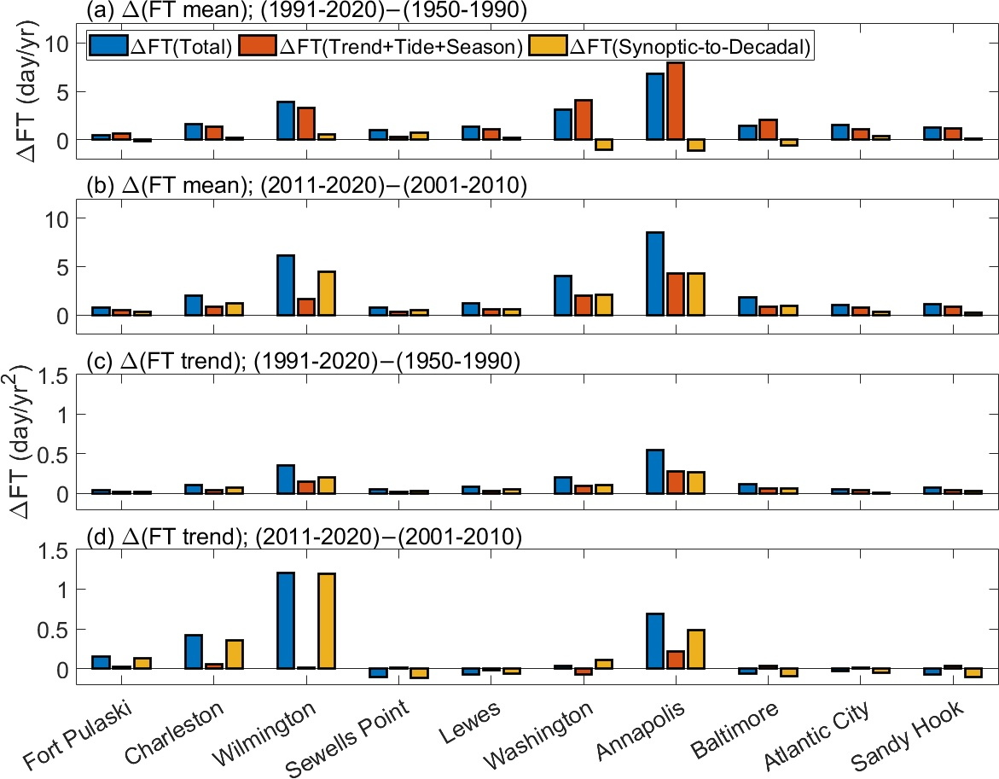 (a) Δ(FT mean); (1991-2020)−(1950-1990)
ΔFT(Total) ΔFT(Trend+Tide+Season) ΔFT(Synoptic-to-Decadal)
ΔFT (day/yr)
10
5
0
(b) Δ(FT mean); (2011-2020)−(2001-2010)
10
5
0
(c) Δ(FT trend); (1991-2020)−(1950-1990)
ΔFT (day/yr²)
1.5
1
0.5
0
(d) Δ(FT trend); (2011-2020)−(2001-2010)
1.5
1
0.5
0
Fort Pulaski
Charleston
Wilmington
Sewells Point
Lewes
Washington
Annapolis
Baltimore
Atlantic City
Sandy Hook